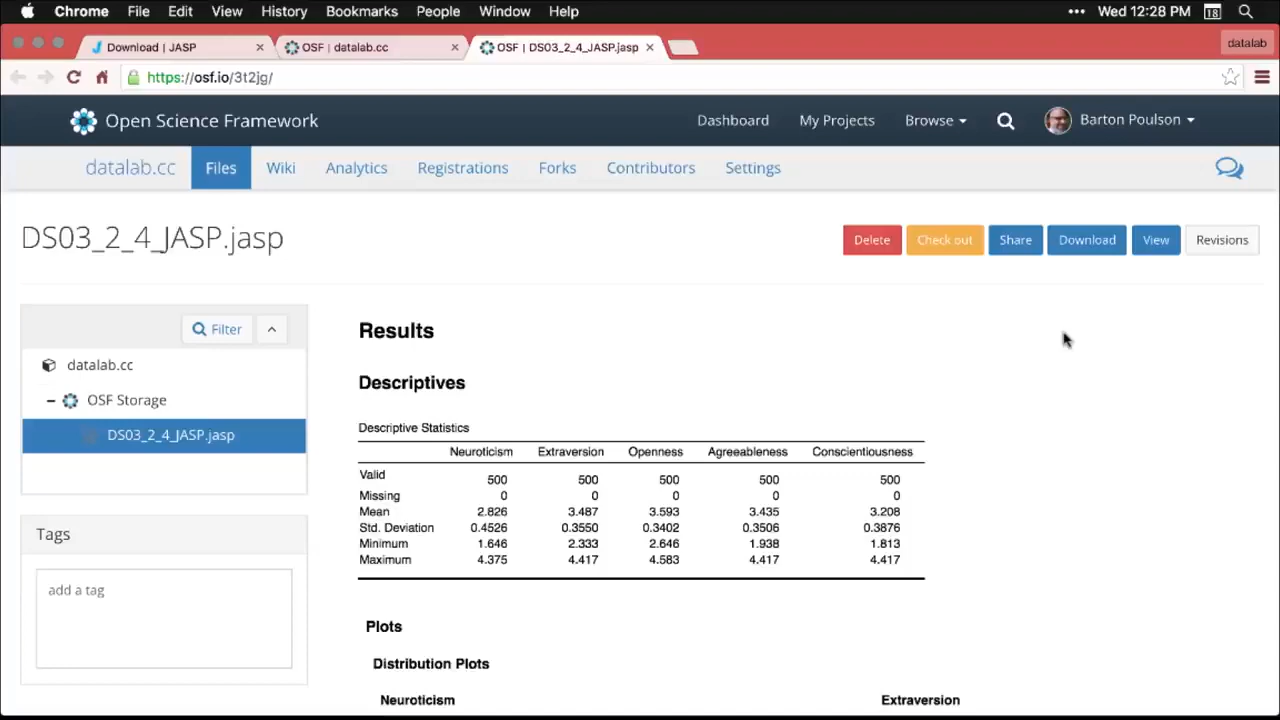 Chrome File Edit View History Bookmarks People Window Help ••• Wed 12:28 PM 18
Download | JASP × OSF | datalab.cc × OSF | DS03_2_4_JASP.jasp × datalab
https://osf.io/3t2jg/
Open Science Framework Dashboard My Projects Browse Barton Poulson
datalab.cc Files Wiki Analytics Registrations Forks Contributors Settings
DS03_2_4_JASP.jasp Delete Check out Share Download View Revisions
Filter
datalab.cc
OSF Storage
DS03_2_4_JASP.jasp
Tags
add a tag
Results
Descriptives
Descriptive Statistics
Neuroticism Extraversion Openness Agreeableness Conscientiousness
Valid 500 500 500 500 500
Missing 0 0 0 0 0
Mean 2.826 3.487 3.593 3.435 3.208
Std. Deviation 0.4526 0.3550 0.3402 0.3506 0.3876
Minimum 1.646 2.333 2.646 1.938 1.813
Maximum 4.375 4.417 4.583 4.417 4.417
Plots
Distribution Plots
Neuroticism Extraversion